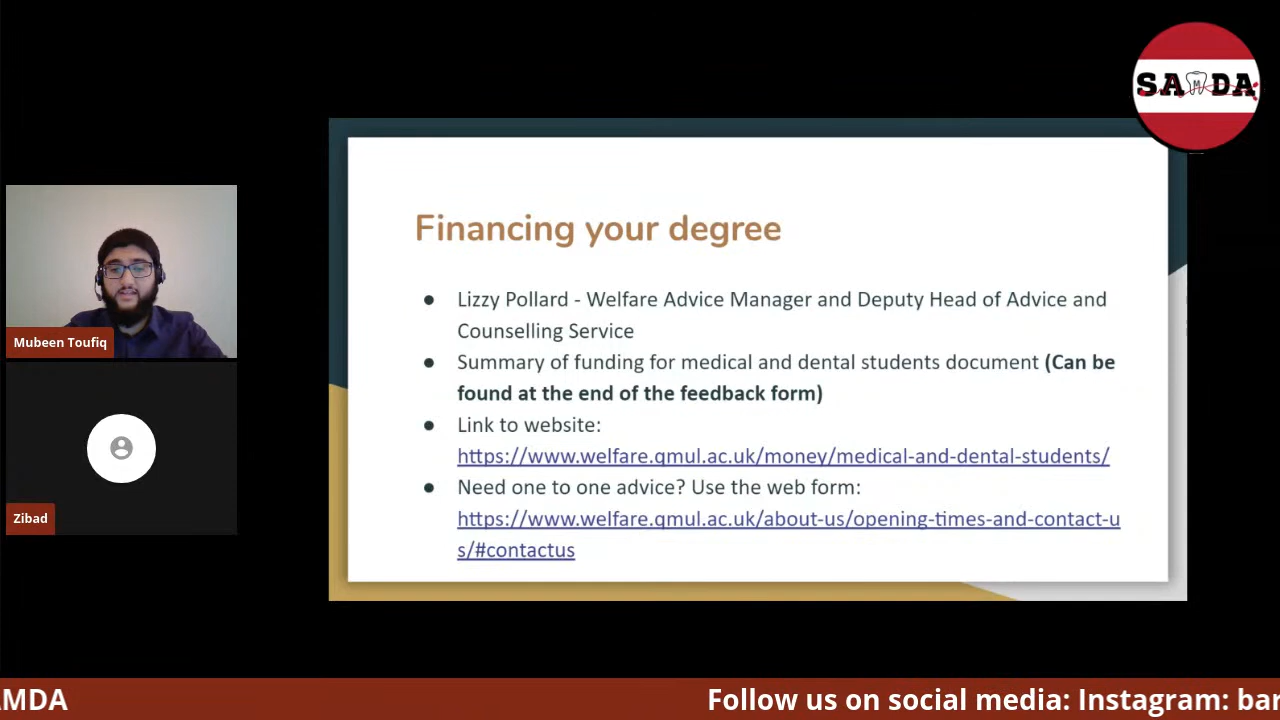 SAMDA
Financing your degree
● Lizzy Pollard - Welfare Advice Manager and Deputy Head of Advice and
Counselling Service
● Summary of funding for medical and dental students document (Can be
found at the end of the feedback form)
● Link to website:
https://www.welfare.qmul.ac.uk/money/medical-and-dental-students/
● Need one to one advice? Use the web form:
https://www.welfare.qmul.ac.uk/about-us/opening-times-and-contact-u
s/#contactus
Mubeen Toufiq
Zibad
AMDA
Follow us on social media: Instagram: bar